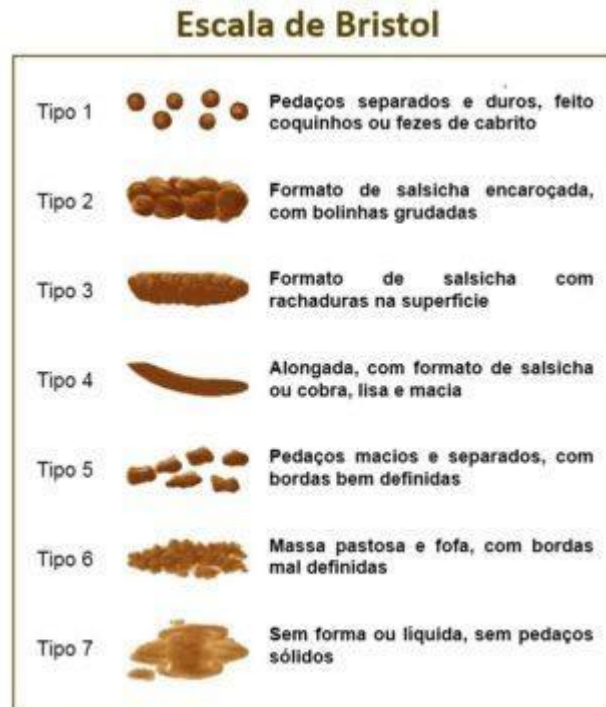 Escala de Bristol
Tipo 1
Pedaços separados e duros, feito
coquinhos ou fezes de cabrito
Tipo 2
Formato de salsicha encaroçada,
com bolinhas grudadas
Tipo 3
Formato de salsicha com
rachaduras na superfície
Tipo 4
Alongada, com formato de salsicha
ou cobra, lisa e macia
Tipo 5
Pedaços macios e separados, com
bordas bem definidas
Tipo 6
Massa pastosa e fofa, com bordas
mal definidas
Tipo 7
Sem forma ou líquida, sem pedaços
sólidos